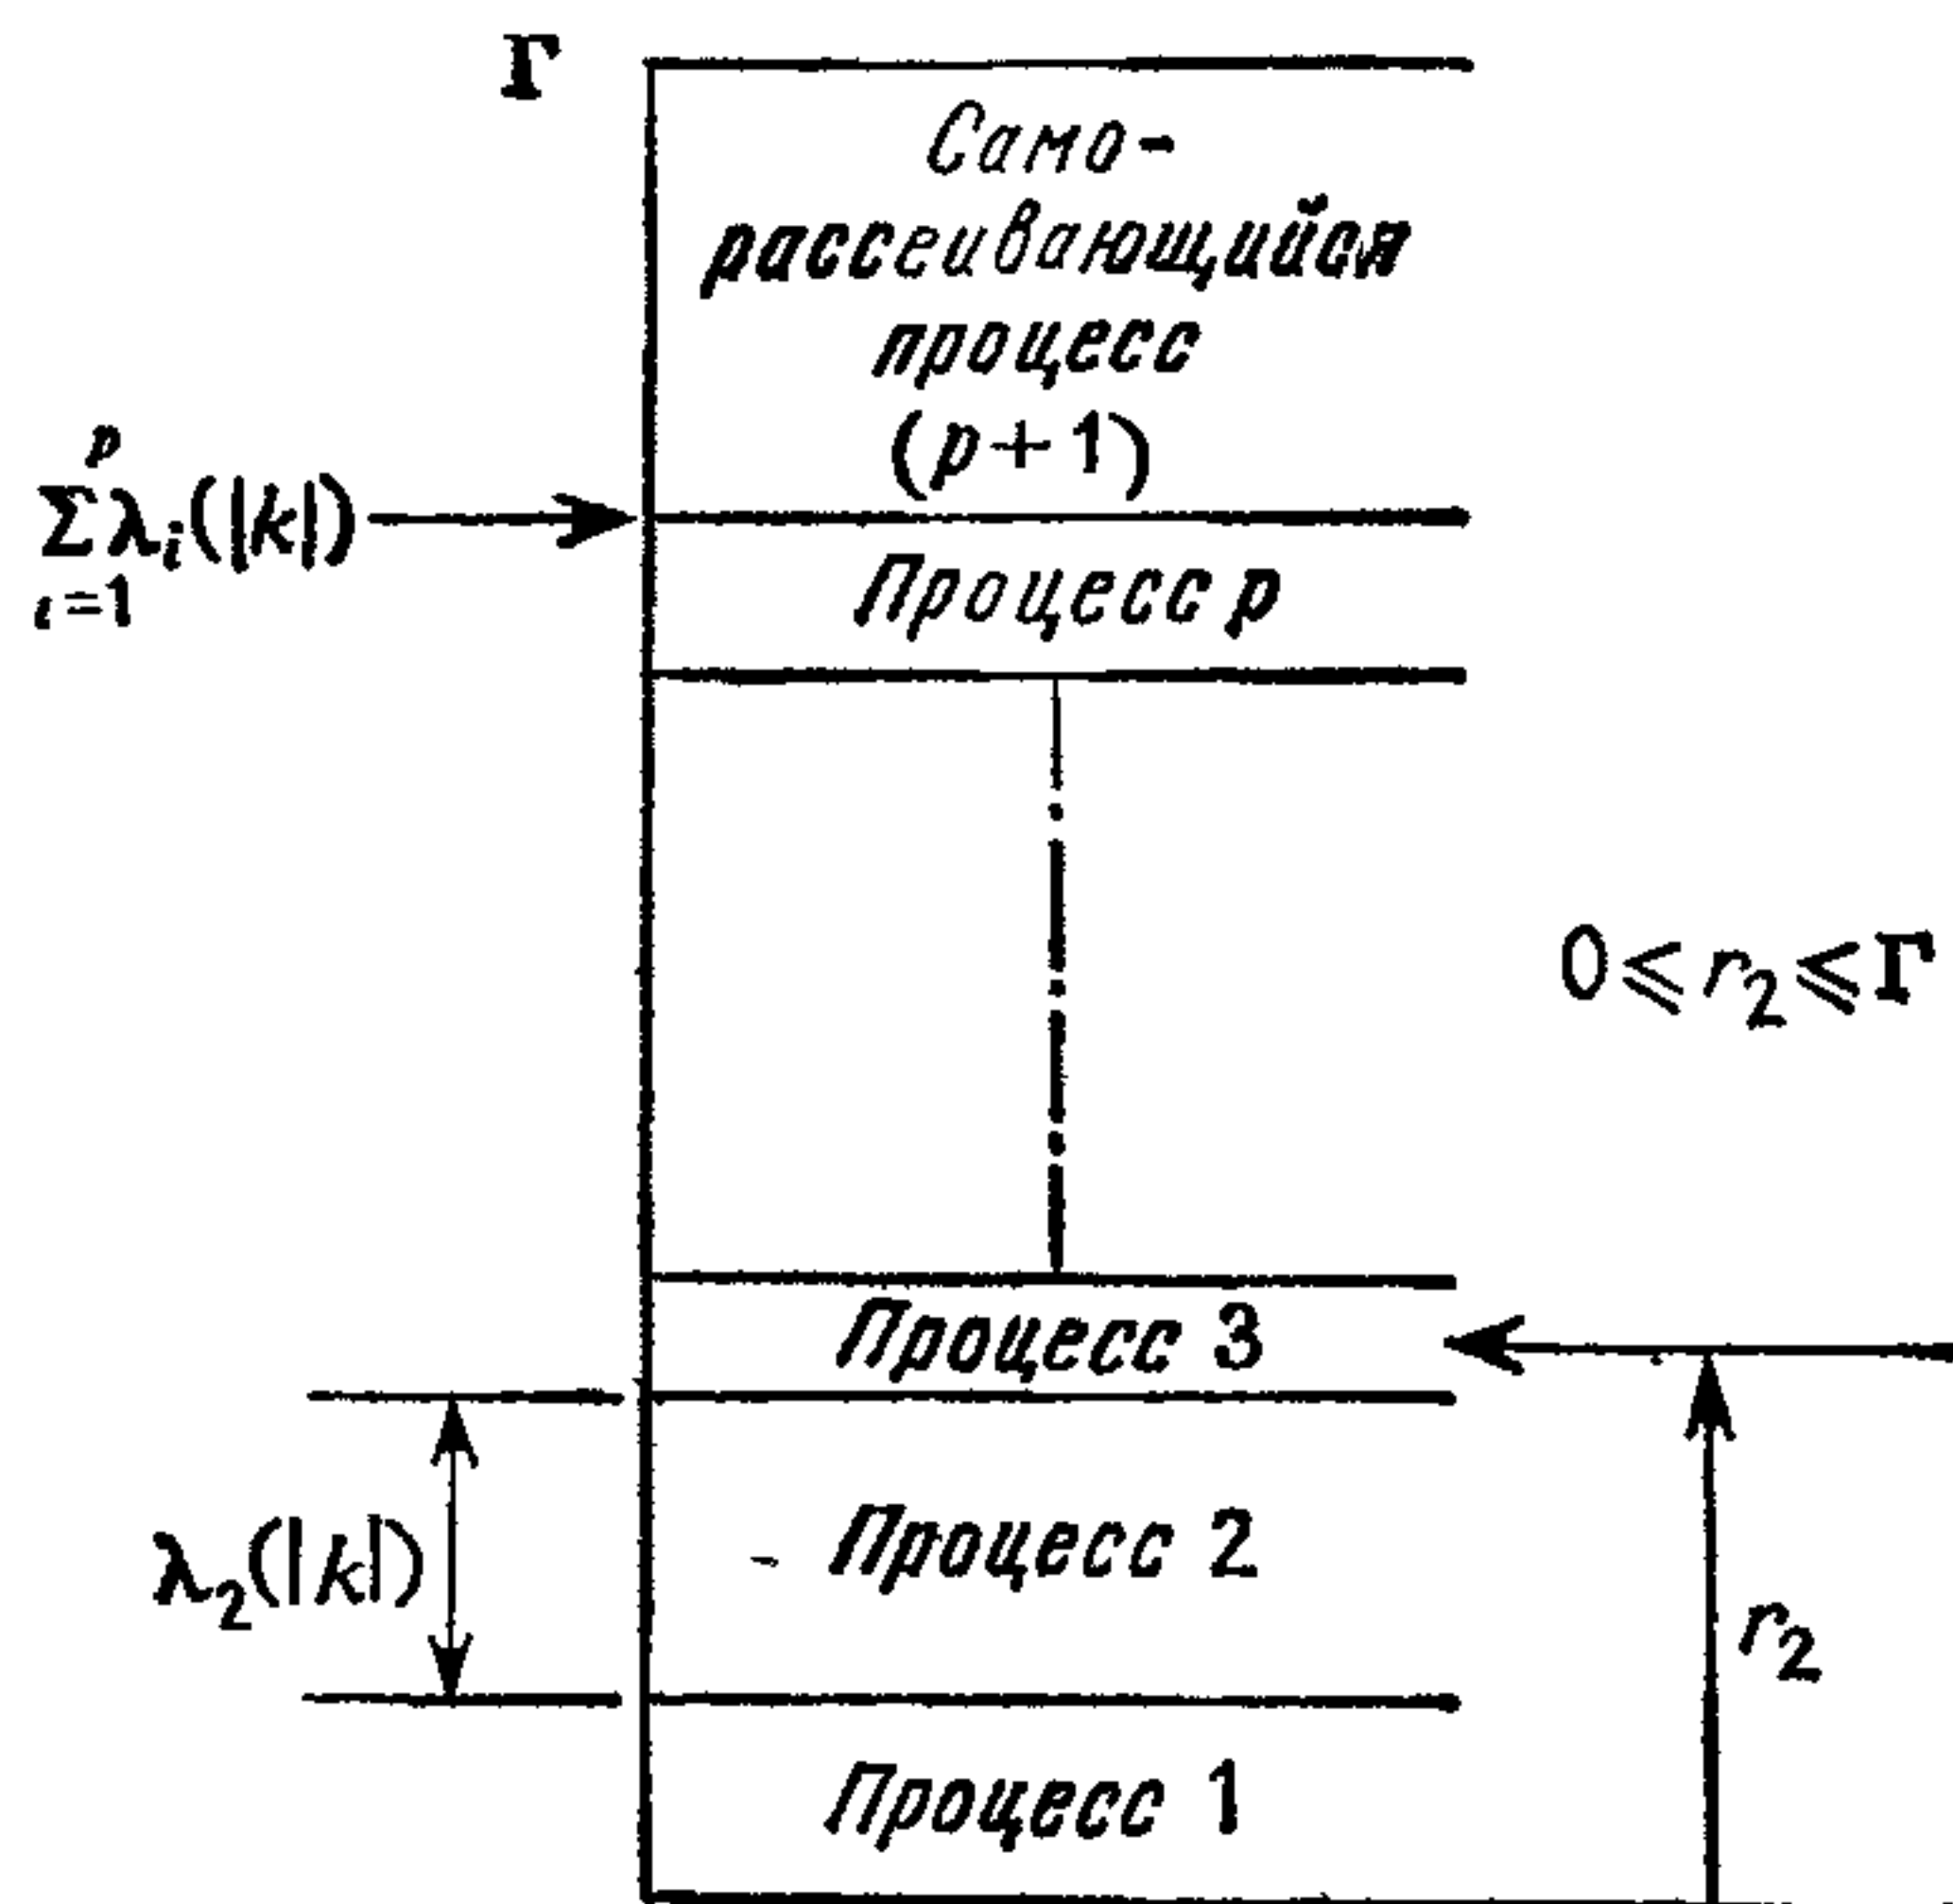 Γ
Само-
рассеивающийся
процесс
(p+1)
p
Σλi(|k|)
i=1
Процесс p
0⩽r2⩽Γ
Процесс 3
Процесс 2
λ2(|k|)
r2
Процесс 1